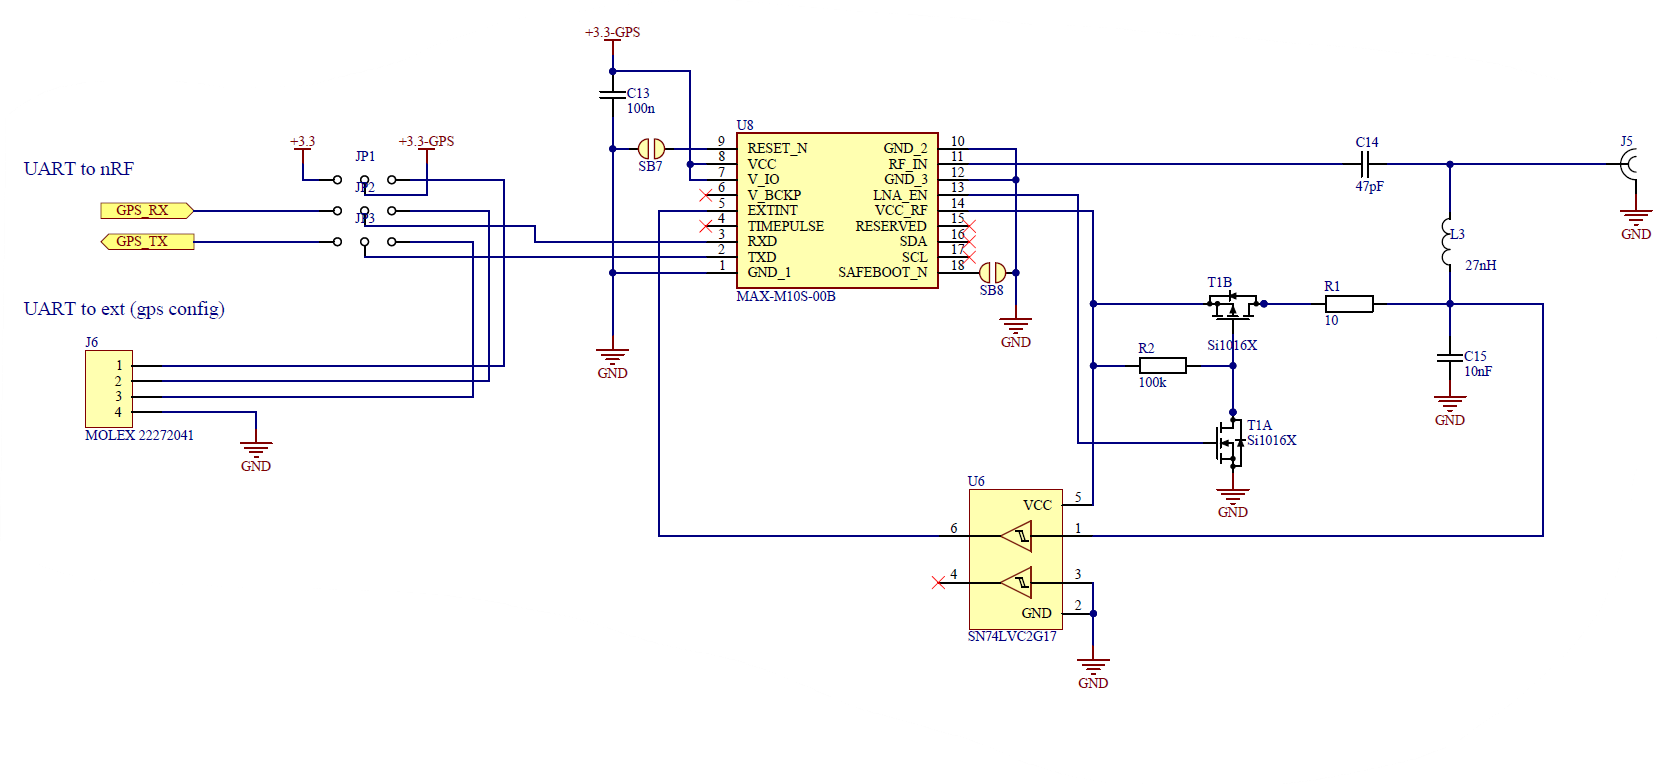 +3.3-GPS
C13
100n
U8
+3.3
+3.3-GPS
JP1
UART to nRF
SB7
JP2
GPS_RX
JP3
GPS_TX
9 RESET_N GND_2 10
8 VCC RF_IN 11
7 V_IO GND_3 12
6 V_BCKP LNA_EN 13
5 EXTINT VCC_RF 14
4 TIMEPULSE RESERVED 15
3 RXD SDA 16
2 TXD SCL 17
1 GND_1 SAFEBOOT_N 18
MAX-M10S-00B
SB8
GND
GND
C14
47pF
J5
GND
L3
27nH
T1B
Si1016X
R1
10
R2
100k
C15
10nF
GND
T1A
Si1016X
GND
UART to ext (gps config)
J6
1
2
3
4
MOLEX 22272041
GND
U6
VCC 5
6 1
4 3
GND 2
SN74LVC2G17
GND